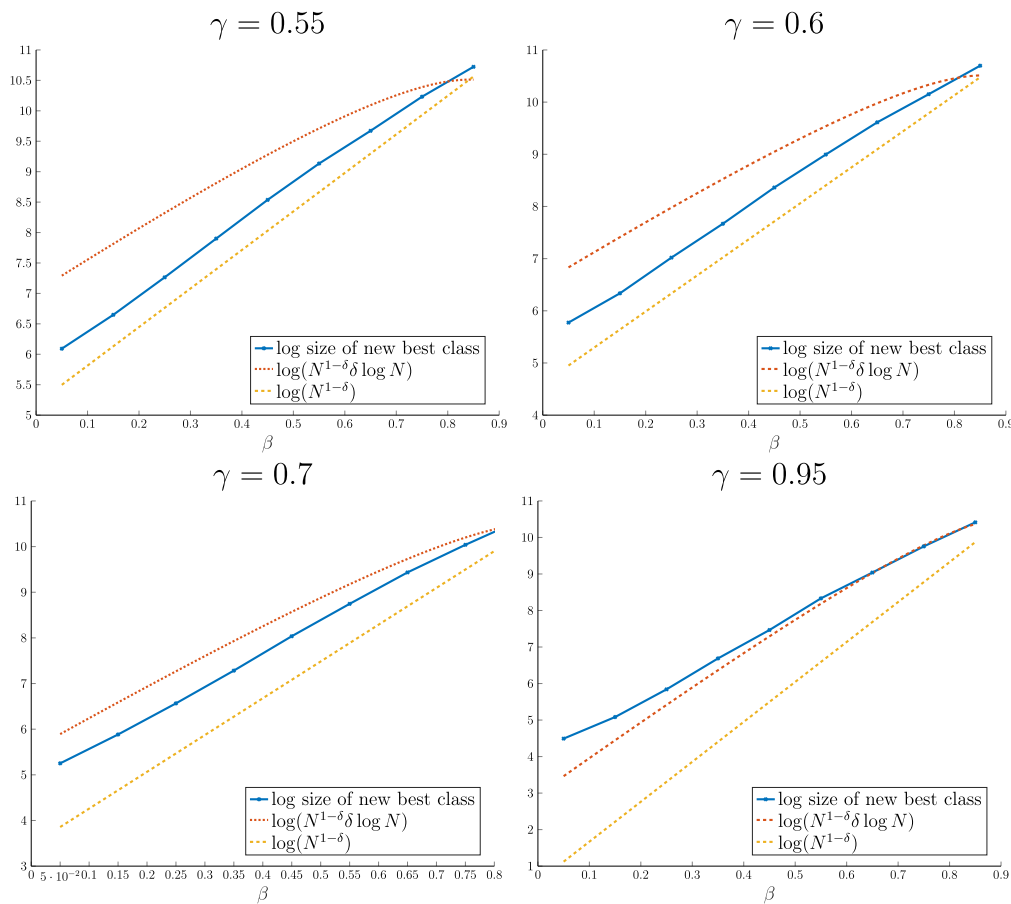 γ = 0.55
11
10.5
10
9.5
9
8.5
8
7.5
7
6.5
6
5.5
5
0 0.1 0.2 0.3 0.4 0.5 0.6 0.7 0.8 0.9
β
log size of new best class
log(N^{1−δ}δ log N)
log(N^{1−δ})
γ = 0.6
11
10
9
8
7
6
5
4
0 0.1 0.2 0.3 0.4 0.5 0.6 0.7 0.8 0.9
β
log size of new best class
log(N^{1−δ}δ log N)
log(N^{1−δ})
γ = 0.7
11
10
9
8
7
6
5
4
3
0 5 · 10^{−2} 0.1 0.15 0.2 0.25 0.3 0.35 0.4 0.45 0.5 0.55 0.6 0.65 0.7 0.75 0.8
β
log size of new best class
log(N^{1−δ}δ log N)
log(N^{1−δ})
γ = 0.95
11
10
9
8
7
6
5
4
3
2
1
0 0.1 0.2 0.3 0.4 0.5 0.6 0.7 0.8 0.9
β
log size of new best class
log(N^{1−δ}δ log N)
log(N^{1−δ})